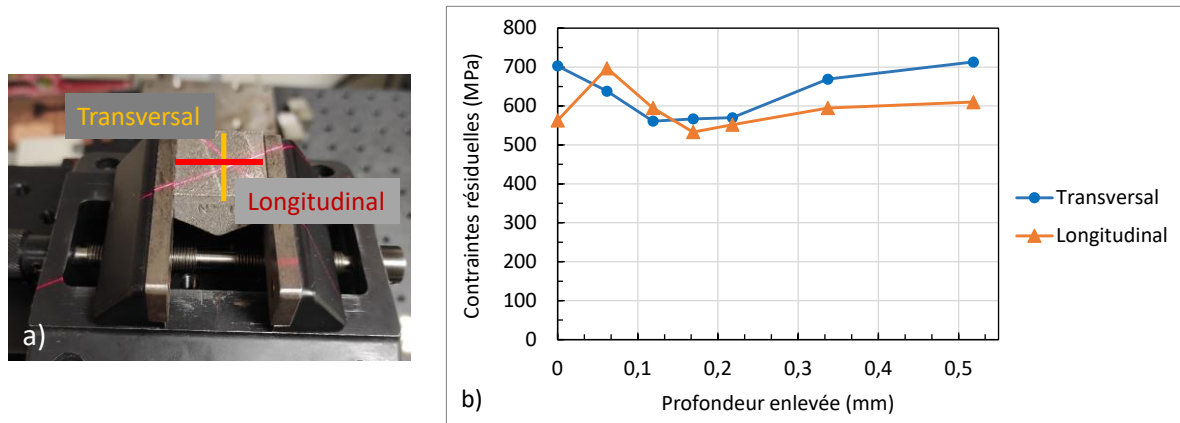 Transversal
Longitudinal
a)
Contraintes résiduelles (MPa)
800
700
600
500
400
300
200
100
0
0 0,1 0,2 0,3 0,4 0,5
Profondeur enlevée (mm)
Transversal
Longitudinal
b)